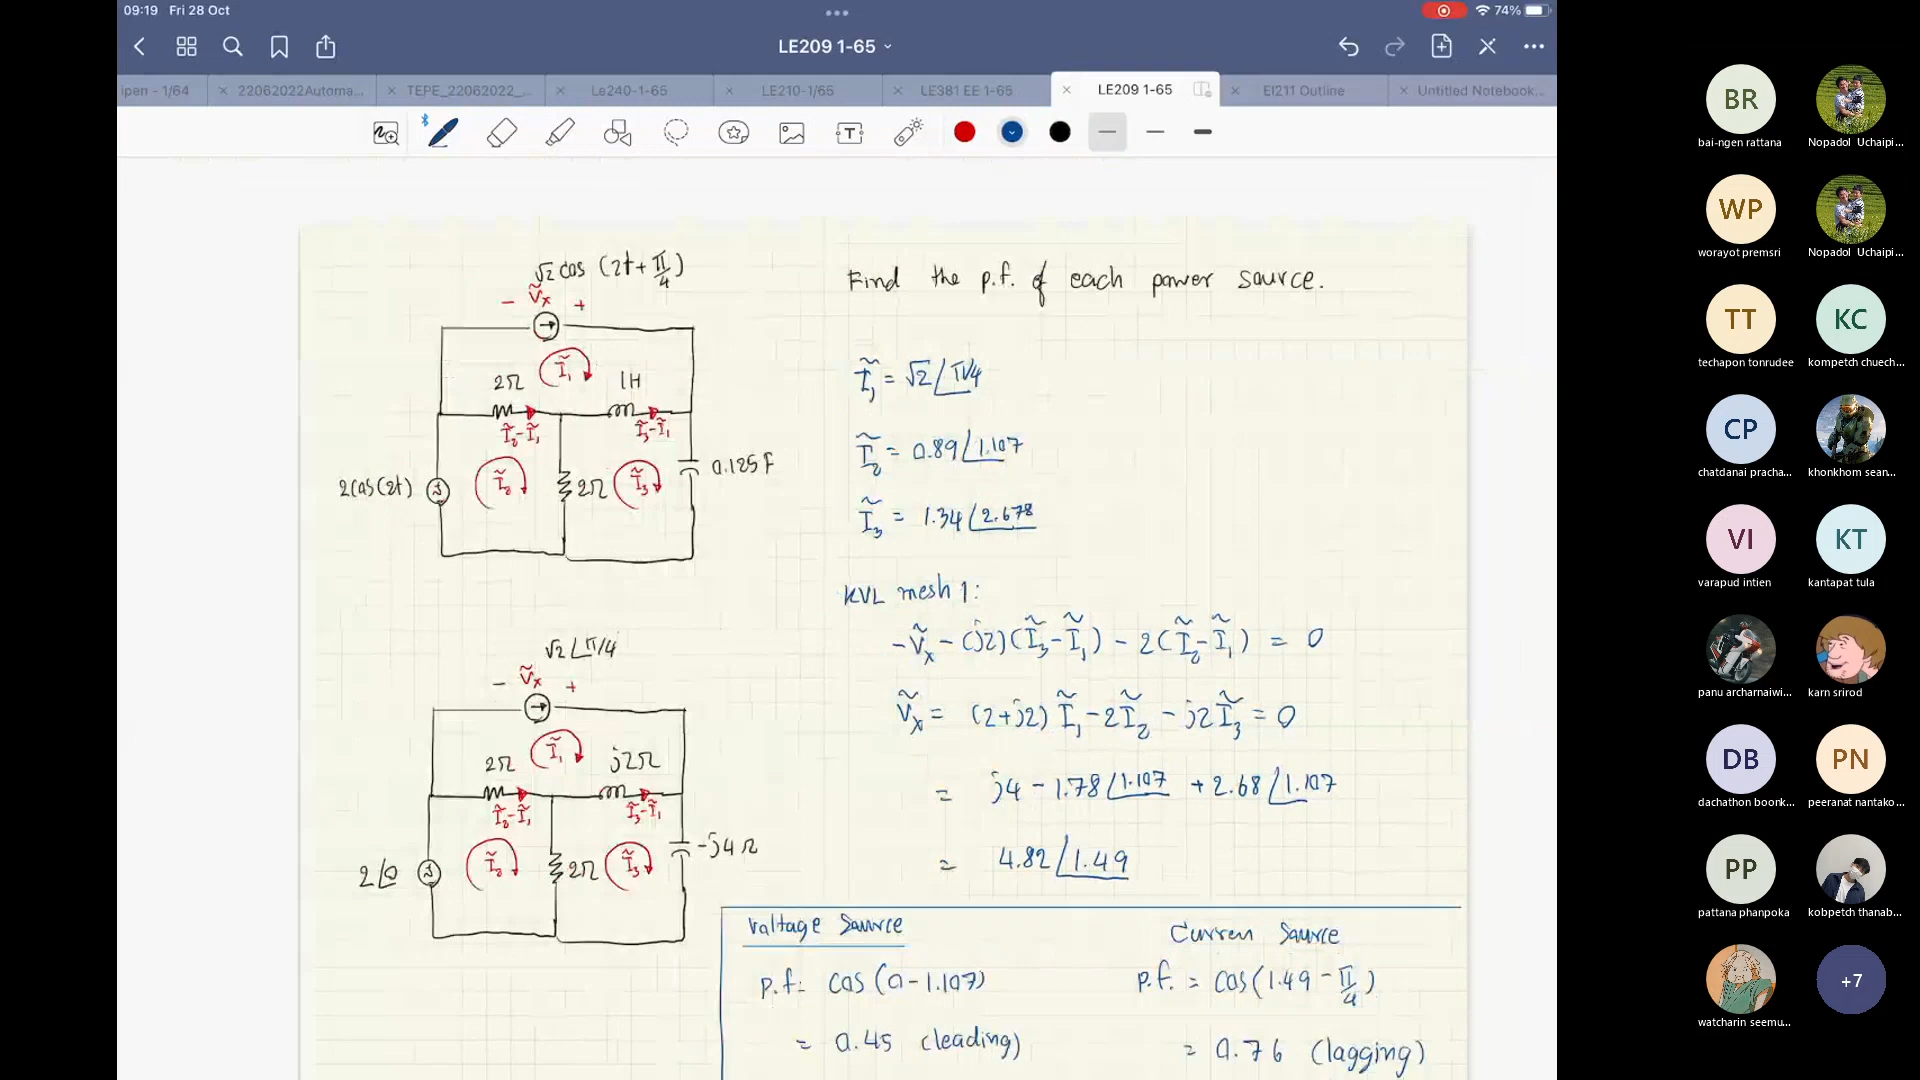 09:19 Fri 28 Oct
74%
LE209 1-65
ipen - 1/64
22062022Automa...
TEPE_22062022_...
Le240-1-65
LE210-1/65
LE381 EE 1-65
LE209 1-65
EI211 Outline
Untitled Notebook...
√2 cos (2t + π/4)
- Ṽx +
Ĩ1
2Ω
1H
Ĩ2-Ĩ1
Ĩ3-Ĩ1
2cos(2t)
Ĩ2
2Ω
Ĩ3
0.125F
√2∠π/4
- Ṽx +
Ĩ1
2Ω
j2Ω
Ĩ2-Ĩ1
Ĩ3-Ĩ1
2∠0
Ĩ2
2Ω
Ĩ3
-j4Ω
Find the p.f. of each power source.
Ĩ1 = √2∠π/4
Ĩ2 = 0.89∠1.107
Ĩ3 = 1.34∠2.678
KVL mesh 1:
-Ṽx - (j2)(Ĩ3-Ĩ1) - 2(Ĩ2-Ĩ1) = 0
Ṽx = (2+j2)Ĩ1 - 2Ĩ2 - j2Ĩ3 = 0
= j4 - 1.78∠1.107 + 2.68∠1.107
= 4.82∠1.49
Voltage Source
p.f. = cos(0-1.107)
= 0.45 (leading)
Curren Source
p.f. = cos(1.49 - π/4)
= 0.76 (lagging)
BR
bai-ngen rattana
Nopadol Uchaipi...
WP
worayot premsri
Nopadol Uchaipi...
TT
techapon tonrudee
KC
kompetch chuech...
CP
chatdanai pracha...
khonkhom sean...
VI
varapud intien
KT
kantapat tula
panu archarnaiwi...
karn srirod
DB
dachathon boonk...
PN
peeranat nantako...
PP
pattana phanpoka
kobpetch thanab...
watcharin seemu...
+7